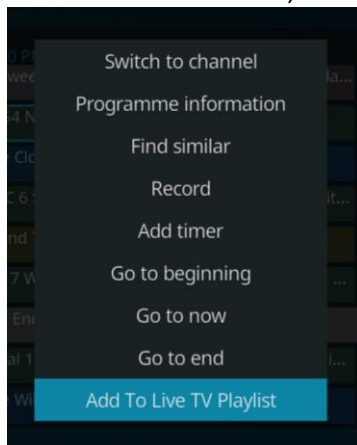 Switch to channel
Programme information
Find similar
Record
Add timer
Go to beginning
Go to now
Go to end
Add To Live TV Playlist